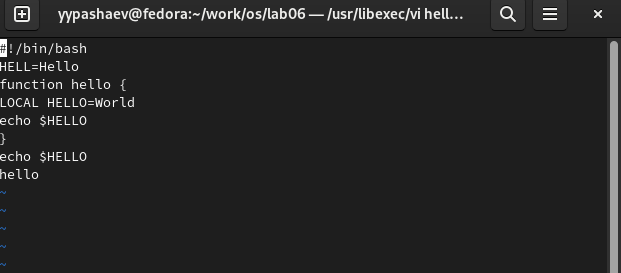 yypashaev@fedora:~/work/os/lab06 — /usr/libexec/vi hell...
#!/bin/bash
HELL=Hello
function hello {
LOCAL HELLO=World
echo $HELLO
}
echo $HELLO
hello
~
~
~
~
~